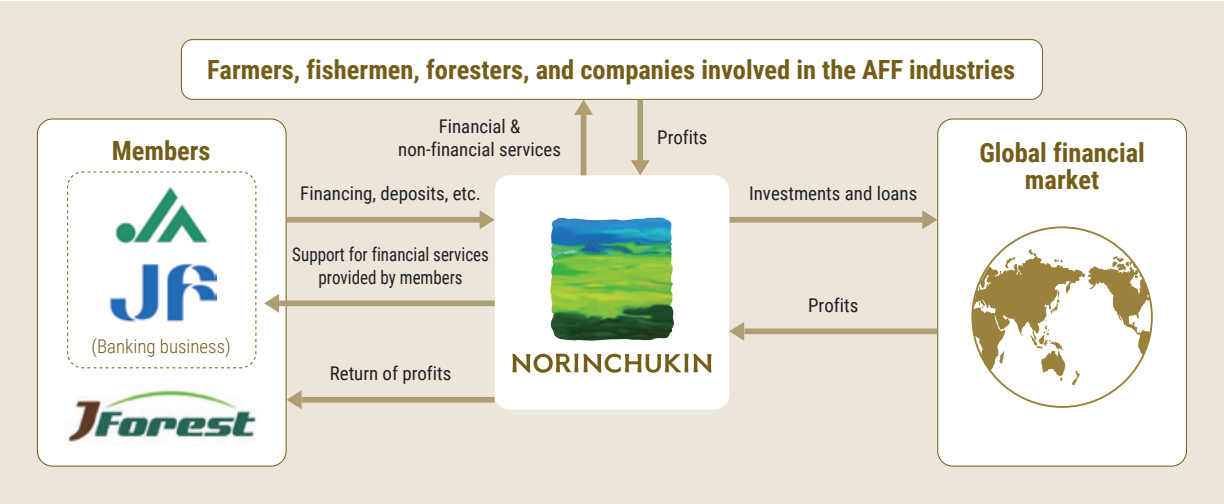 Farmers, fishermen, foresters, and companies involved in the AFF industries
Members
JA
JF
(Banking business)
JForest
Financial &
non-financial services
Profits
Financing, deposits, etc.
Support for financial services
provided by members
Return of profits
NORINCHUKIN
Investments and loans
Profits
Global financial
market